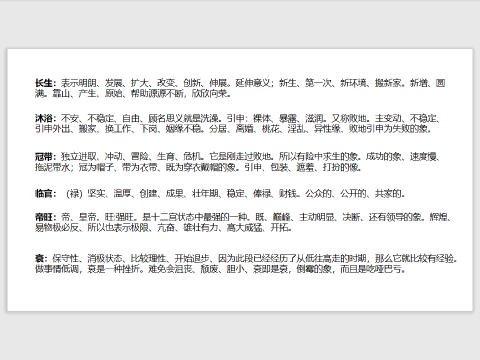 长生：表示明朗、发展、扩大、改变、创新、伸展。延伸意义；新生、第一次、新环境、搬新家。新增、圆
满。靠山、产生、原始、帮助源源不断，欣欣向荣。
沐浴：不安、不稳定、自由、顾名思义就是洗澡。引申：裸体、暴露、滋润。又称败地。主变动、不稳定、
引申外出、搬家、换工作、下岗、姻缘不稳。分居、离婚、桃花、淫乱、异性缘、败地引申为失败的象。
冠带：独立进取、冲动、冒险、生育、危机。它是刚走过败地。所以有险中求生的象。成功的象、速度慢、
拖泥带水；冠为帽子，带为衣带、既为穿衣戴帽的象。引申、包装、遮羞、打扮的像。
临官：（禄）坚实、温厚、创建、成果、壮年期、稳定、俸禄、财钱。公众的、公开的、共家的。
帝旺：帝、皇帝，旺:强旺。是十二宫状态中最强的一种。既、巅峰、主动明显、决断、还有领导的象。辉煌、
易物极必反、所以也表示极限、亢奋、雄壮有力、高大威猛、开拓。
衰：保守性、消极状态、比较理性、开始退步、因为此段已经经历了从低往高走的时期，那么它就比较有经验。
做事情低调，衰是一种挫折。难免会沮丧、颓废、胆小、衰即是衰，倒霉的象，而且是吃哑巴亏。